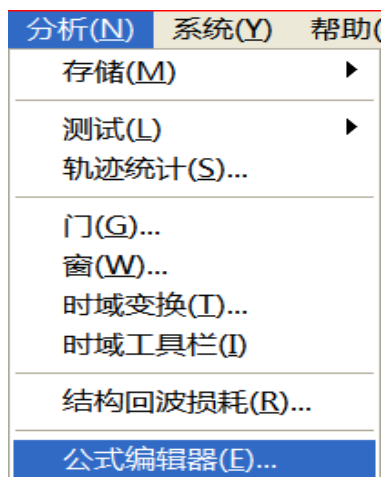 分析(N) 系统(Y) 帮助(
存储(M)
测试(L)
轨迹统计(S)...
门(G)...
窗(W)...
时域变换(T)...
时域工具栏(I)
结构回波损耗(R)...
公式编辑器(E)...